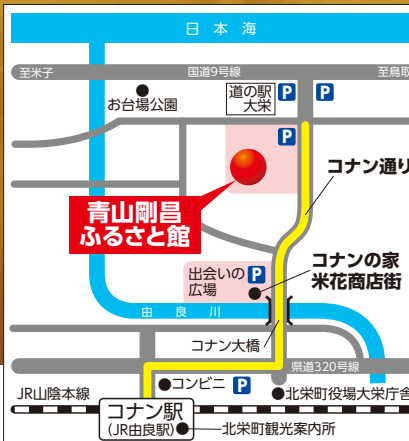 日本海
至米子
国道9号線
至鳥取
お台場公園
道の駅
大栄
P
P
P
コナン通り
青山剛昌
ふるさと館
出会いの
広場
P
コナンの家
米花商店街
由良川
コナン大橋
県道320号線
コンビニ
P
JR山陰本線
北栄町役場大栄庁舎
コナン駅
(JR由良駅)
北栄町観光案内所